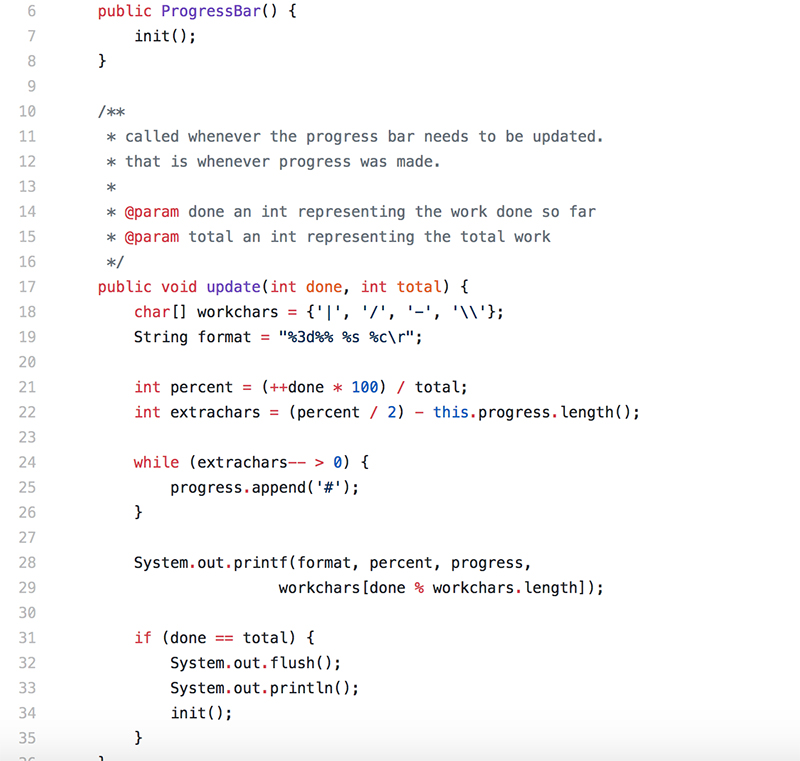 6 public ProgressBar() {
7 init();
8 }
9
10 /**
11 * called whenever the progress bar needs to be updated.
12 * that is whenever progress was made.
13 *
14 * @param done an int representing the work done so far
15 * @param total an int representing the total work
16 */
17 public void update(int done, int total) {
18 char[] workchars = {'|', '/', '-', '\\'};
19 String format = "%3d%% %s %c\r";
20
21 int percent = (++done * 100) / total;
22 int extrachars = (percent / 2) - this.progress.length();
23
24 while (extrachars-- > 0) {
25 progress.append('#');
26 }
27
28 System.out.printf(format, percent, progress,
29 workchars[done % workchars.length]);
30
31 if (done == total) {
32 System.out.flush();
33 System.out.println();
34 init();
35 }